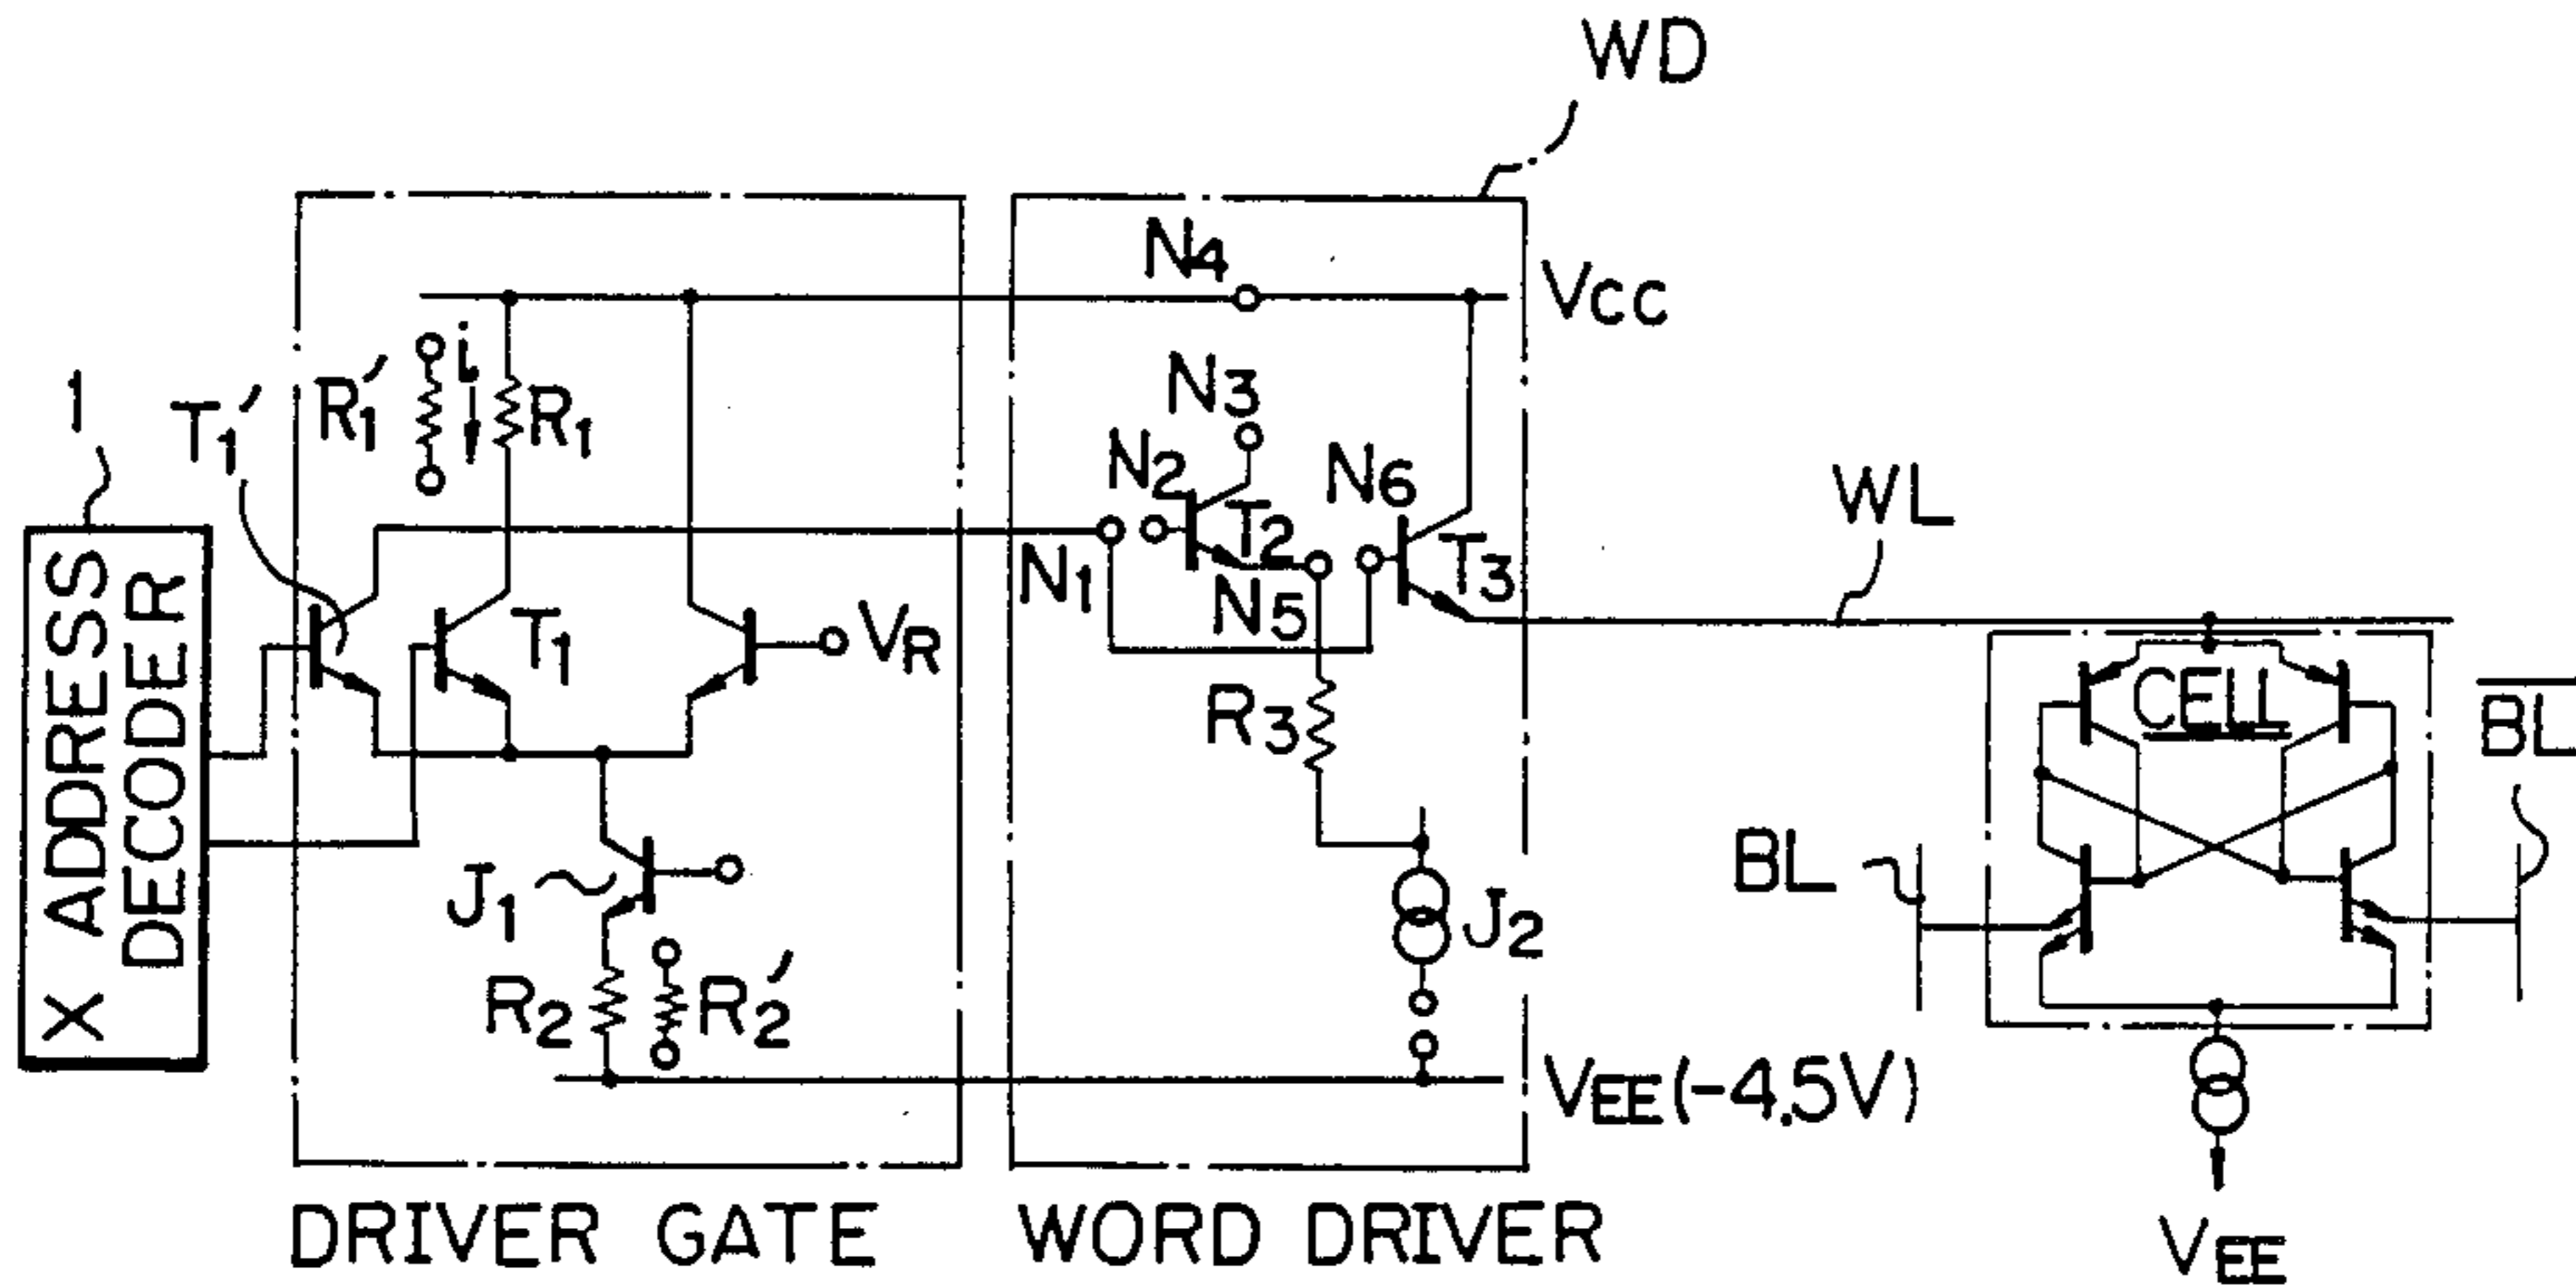 WD
N4
VCC
1
T1'
R1'
i
R1
N3
N2
T2
N6
T3
N1
N5
WL
X ADDRESS
DECODER
T1
VR
R3
CELL
BL
BL
J1
J2
R2
R2'
VEE(-4.5V)
DRIVER GATE
WORD DRIVER
VEE